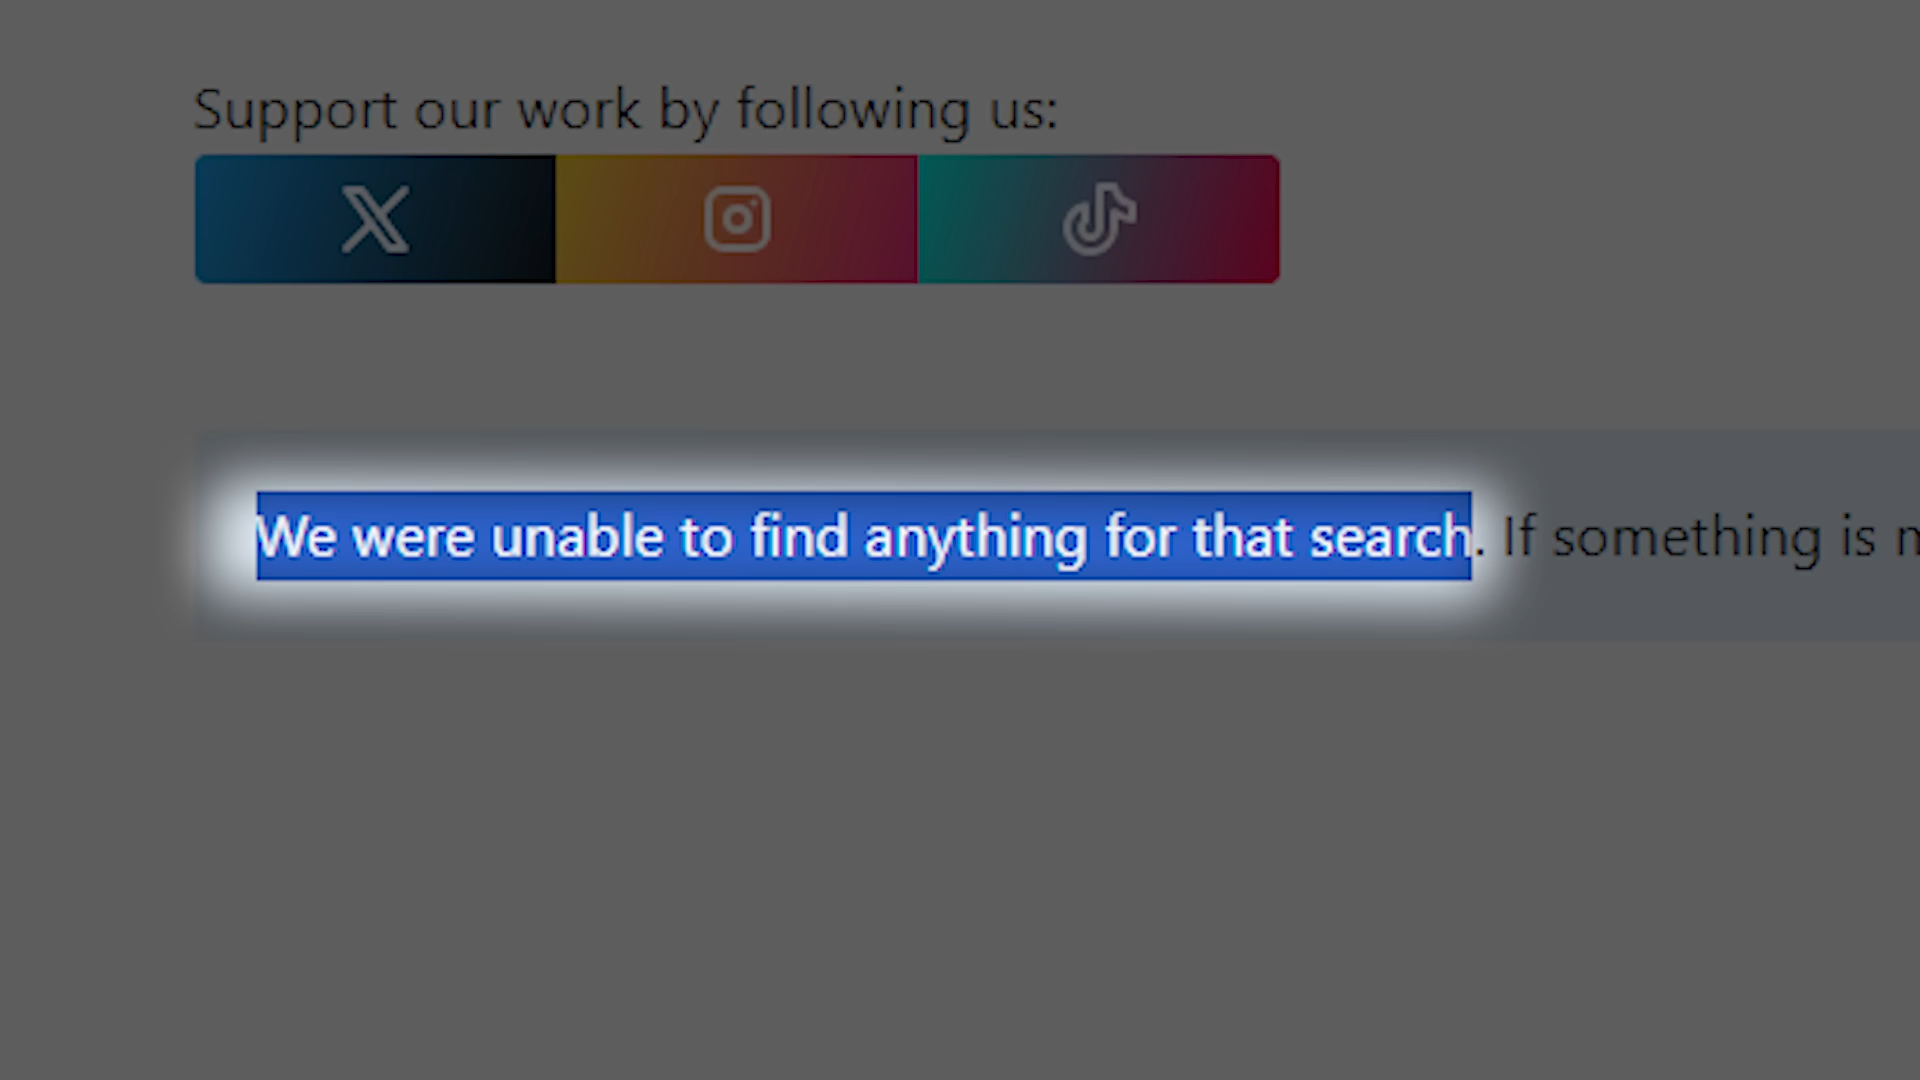 Support our work by following us:
We were unable to find anything for that search. If something is